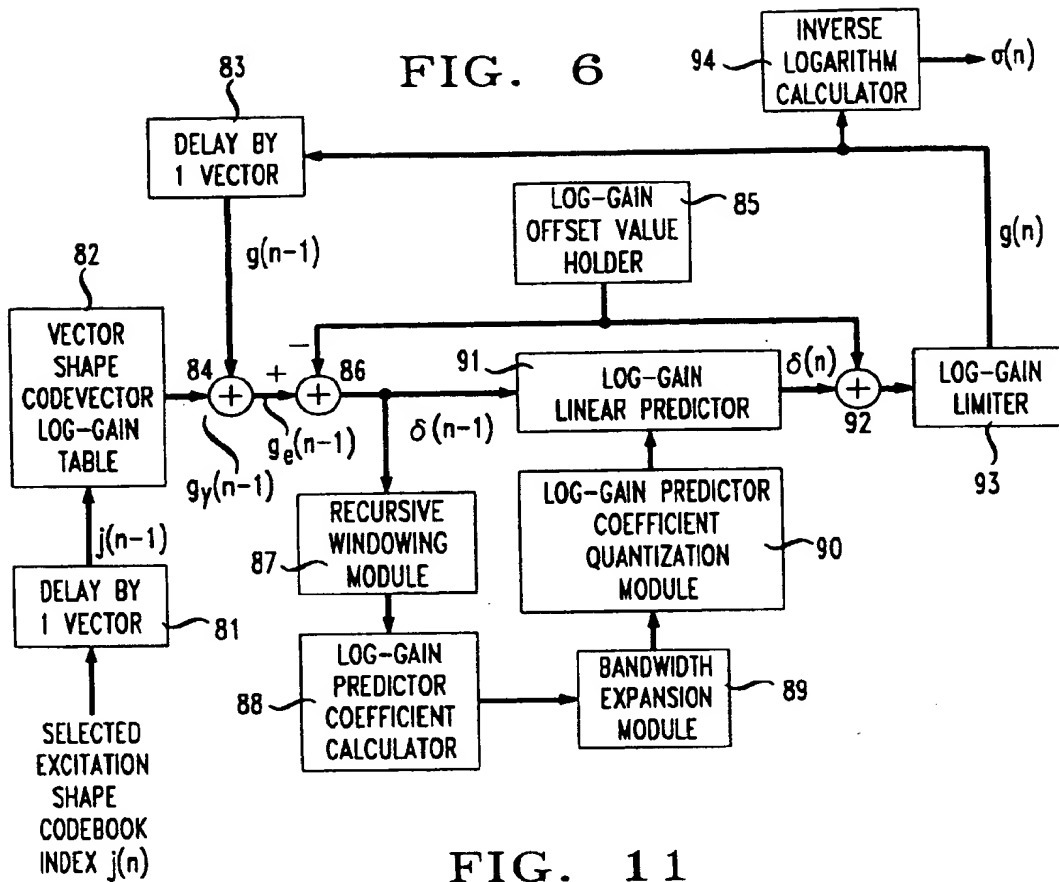 FIG. 6
83
DELAY BY
1 VECTOR
94
INVERSE
LOGARITHM
CALCULATOR
σ(n)
LOG-GAIN
OFFSET VALUE
HOLDER
85
g(n-1)
g(n)
82
VECTOR
SHAPE
CODEVECTOR
LOG-GAIN
TABLE
84
+
gy(n-1)
+
ge(n-1)
−
+
86
δ(n-1)
91
LOG-GAIN
LINEAR PREDICTOR
δ(n)
+
92
LOG-GAIN
LIMITER
93
j(n-1)
DELAY BY
1 VECTOR
81
SELECTED
EXCITATION
SHAPE
CODEBOOK
INDEX j(n)
RECURSIVE
WINDOWING
MODULE
87
LOG-GAIN
PREDICTOR
COEFFICIENT
CALCULATOR
88
BANDWIDTH
EXPANSION
MODULE
89
LOG-GAIN PREDICTOR
COEFFICIENT
QUANTIZATION
MODULE
90
FIG. 11